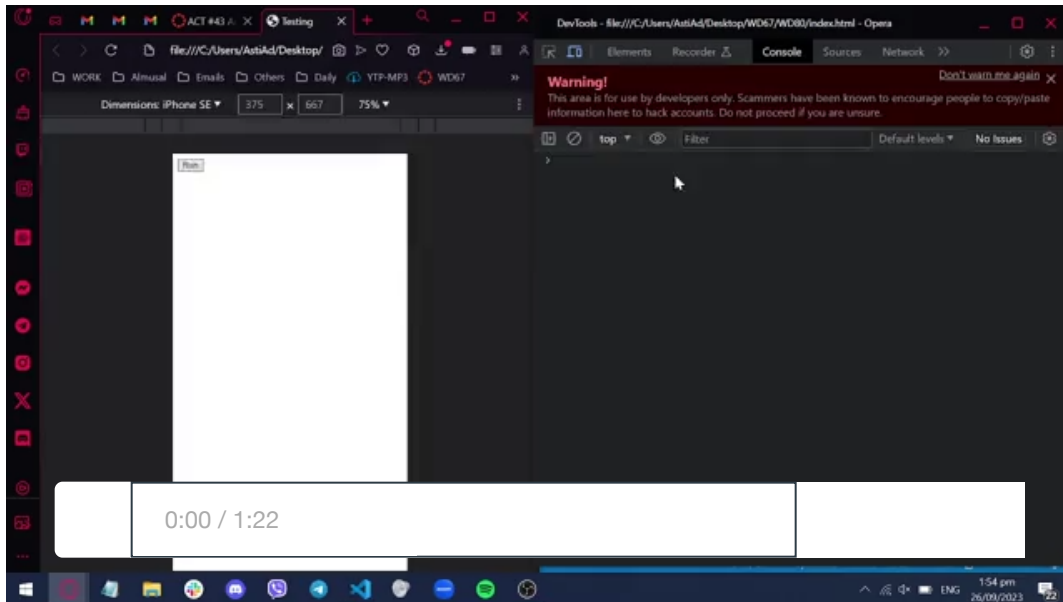 ACT #43 A
Testing
file:///C:/Users/AstiAd/Desktop/
WORK Almusal Emails Others Daily YTP-MP3 WD67 »
Dimensions: iPhone SE ▼ 375 × 667 75% ▼
Run
DevTools - file:///C:/Users/AstiAd/Desktop/WD67/WD80/index.html - Opera
Elements Recorder Console Sources Network »
Warning!
Don't warn me again
This area is for use by developers only. Scammers have been known to encourage people to copy/paste
information here to hack accounts. Do not proceed if you are unsure.
top ▼ Filter Default levels ▼ No Issues
0:00 / 1:22
ENG
1:54 pm
26/09/2023
22